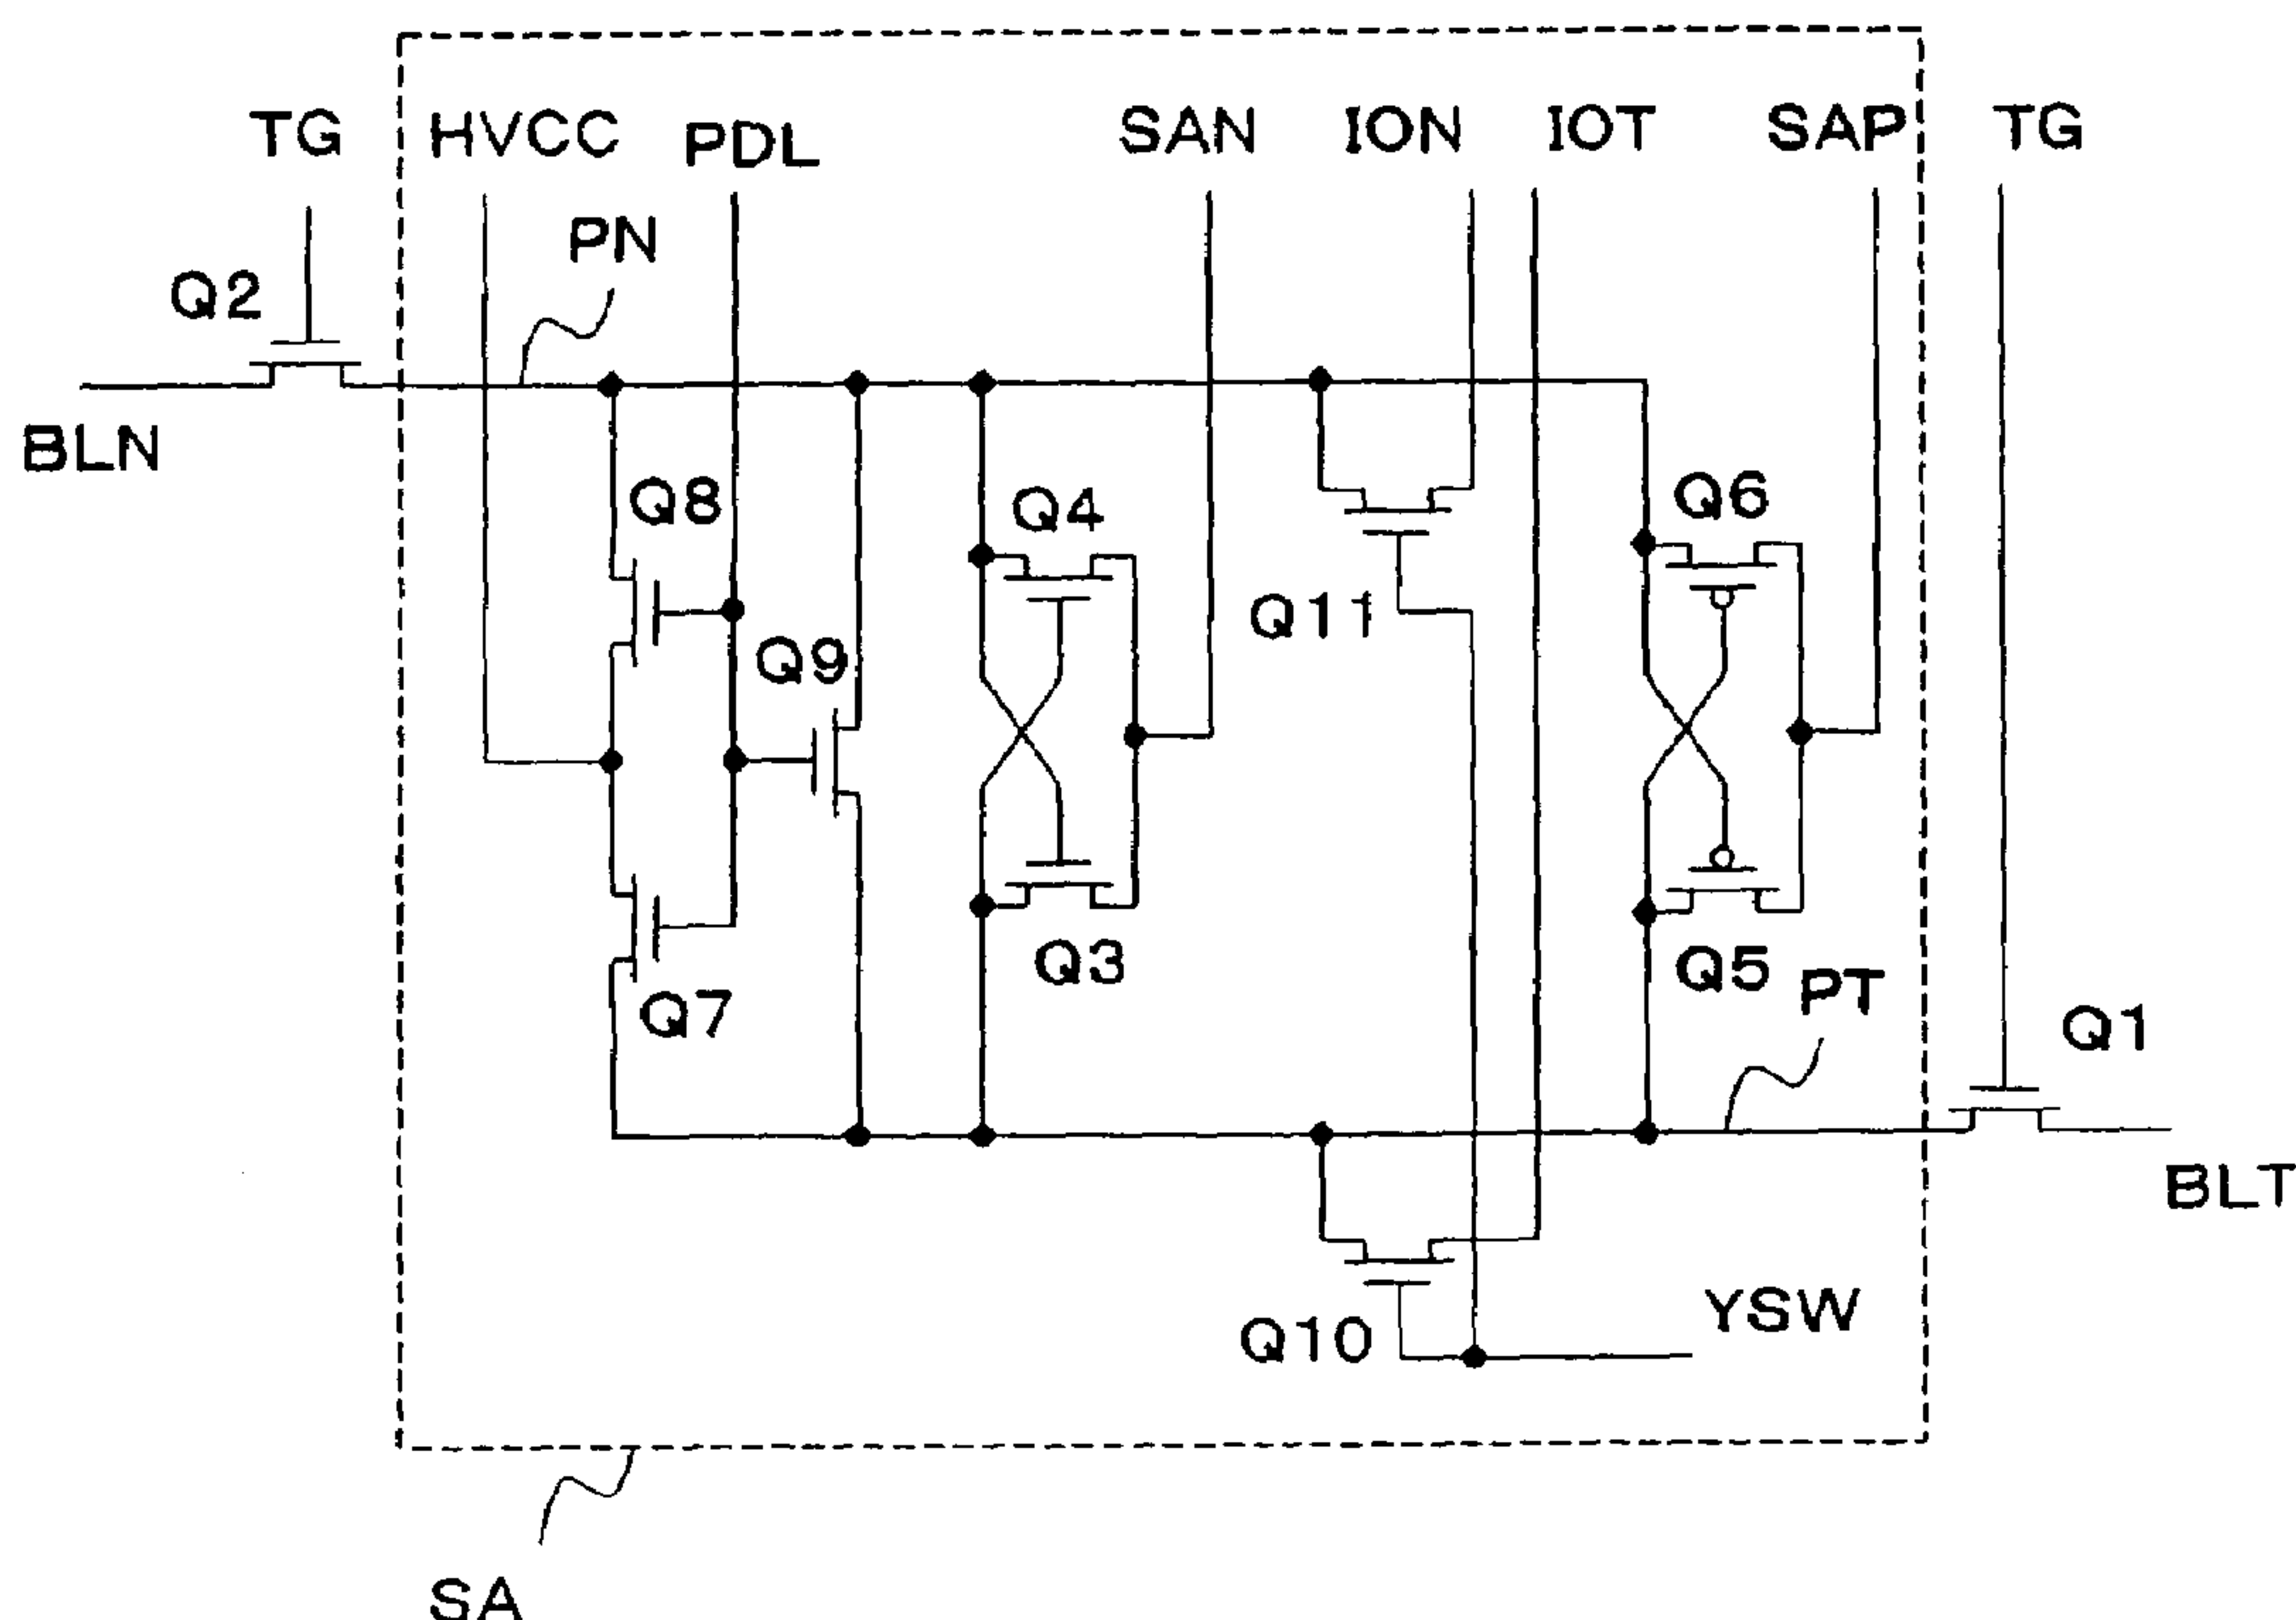 TG
HVCC
PDL
SAN
ION
IOT
SAP
TG
PN
Q2
BLN
Q8
Q4
Q6
Q11
Q9
Q3
Q5
PT
Q7
Q1
BLT
YSW
Q10
SA